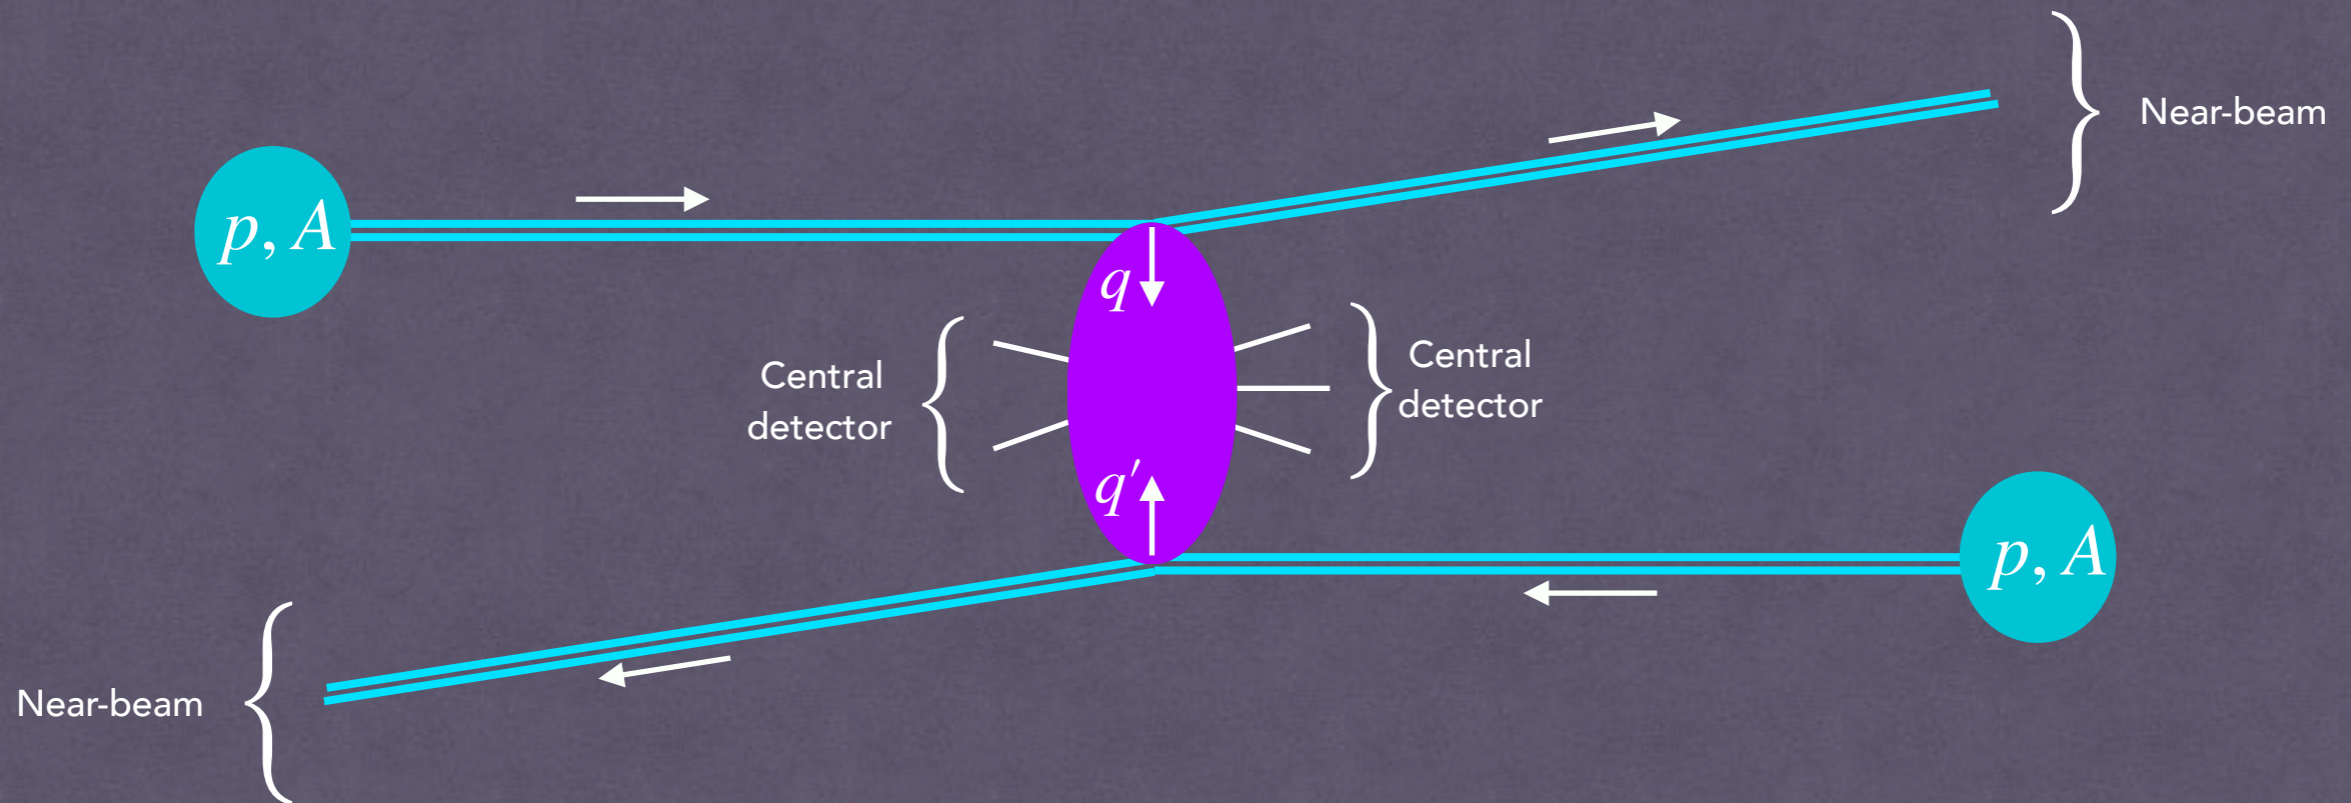 Near-beam
p, A
q
Central
detector
Central
detector
q′
p, A
Near-beam